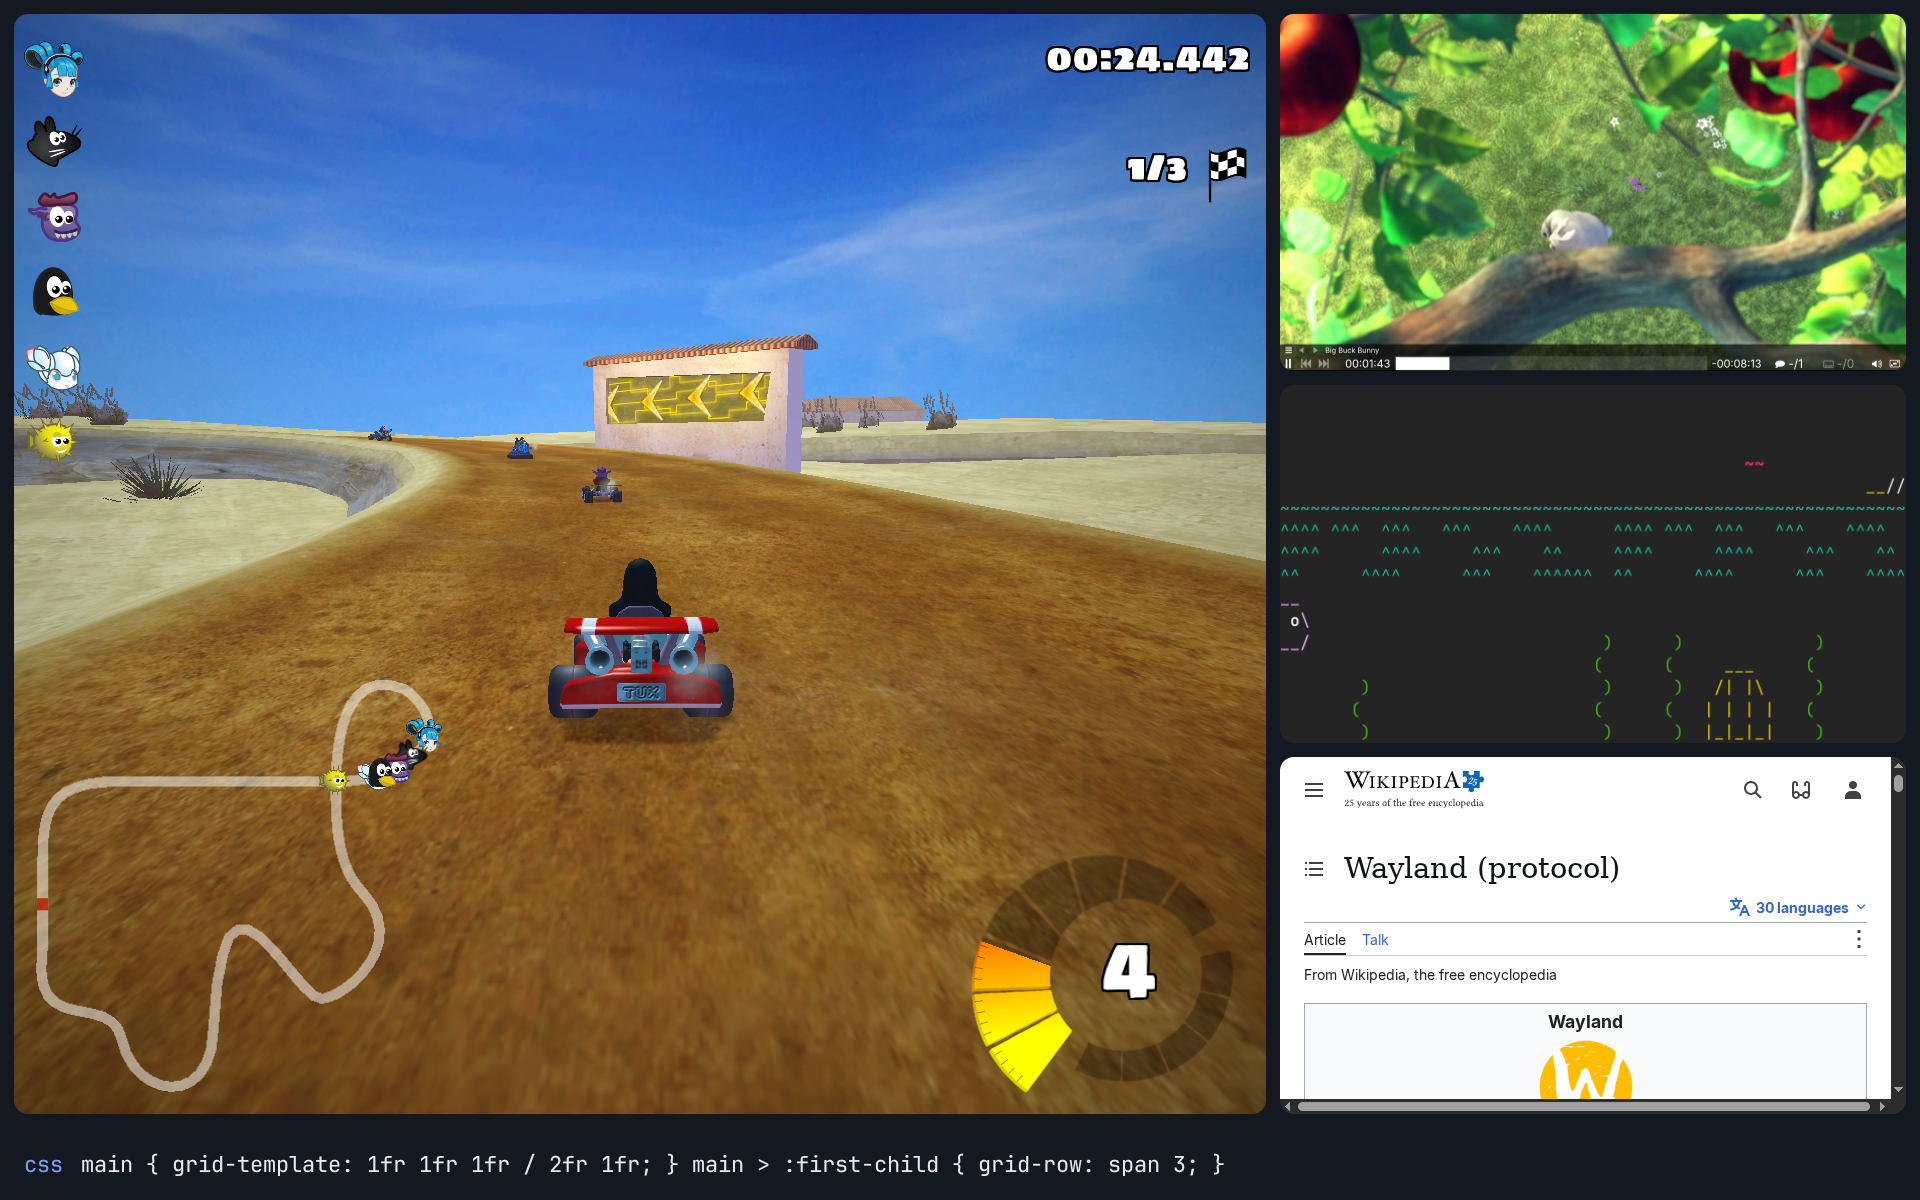 00:24.442
1/3
TUX
4
Big Buck Bunny
00:01:43
-00:08:13
-/1
-/0
WIKIPEDIA 25
25 years of the free encyclopedia
Wayland (protocol)
30 languages
Article Talk
From Wikipedia, the free encyclopedia
Wayland
W
css main { grid-template: 1fr 1fr 1fr / 2fr 1fr; } main > :first-child { grid-row: span 3; }